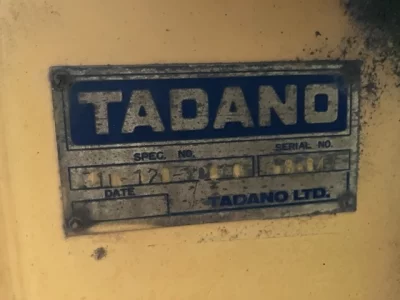 TADANO
SPEC. NO. SERIAL NO.
DATE
TADANO LTD.